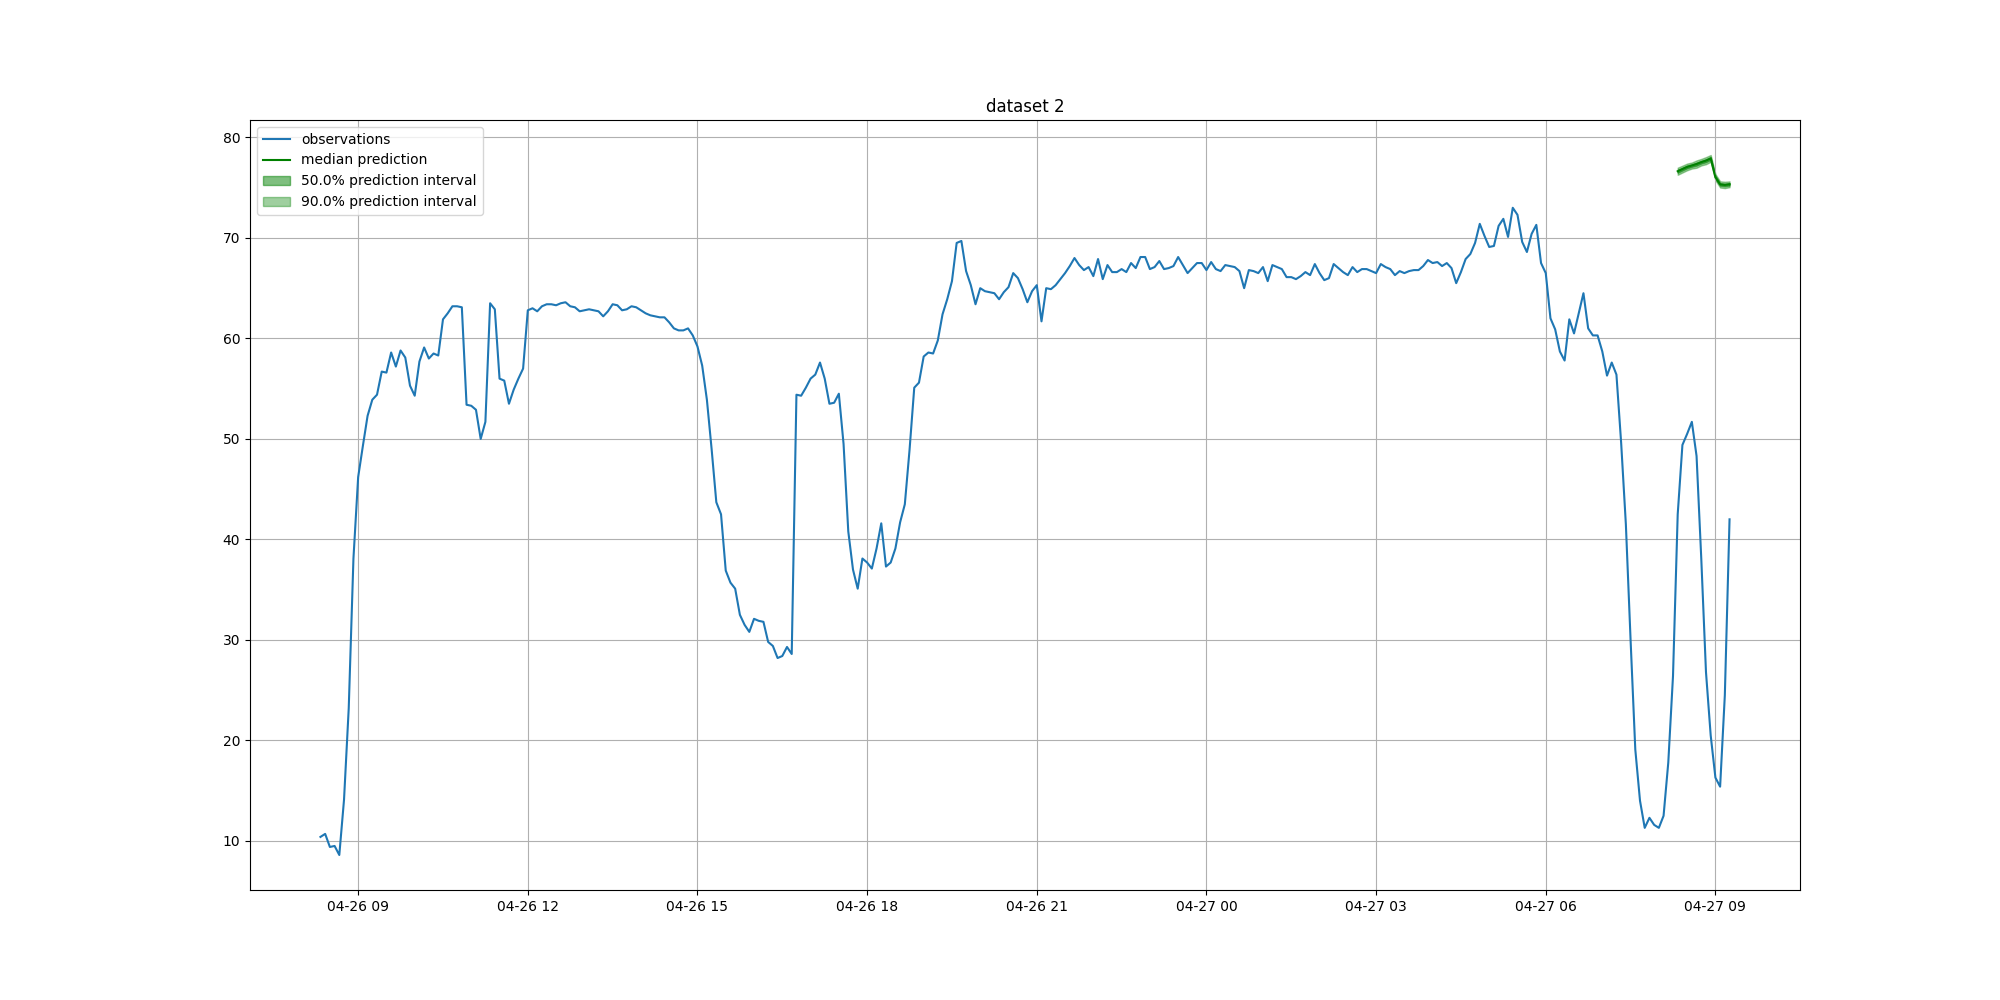 dataset 2
observations
median prediction
50.0% prediction interval
90.0% prediction interval
80
70
60
50
40
30
20
10
04-26 09 04-26 12 04-26 15 04-26 18 04-26 21 04-27 00 04-27 03 04-27 06 04-27 09